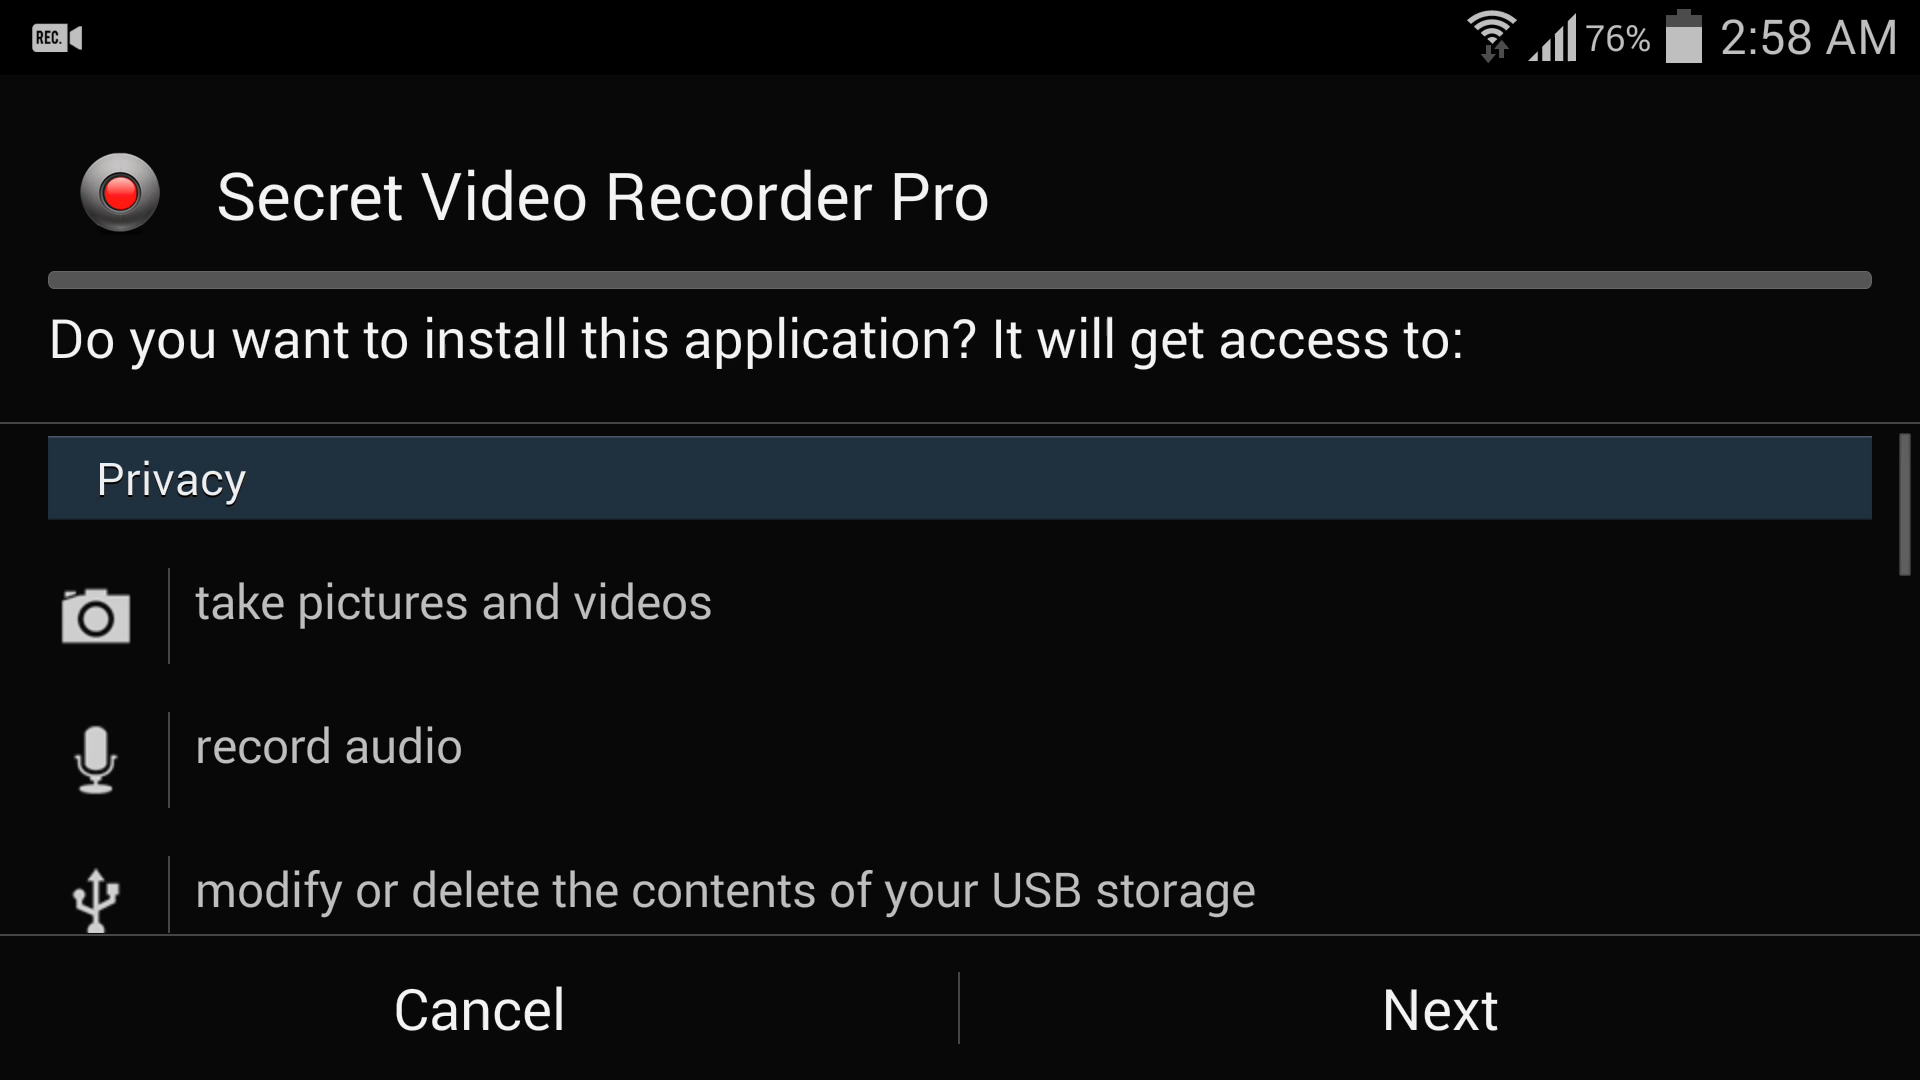 REC.
76% 2:58 AM
Secret Video Recorder Pro
Do you want to install this application? It will get access to:
Privacy
take pictures and videos
record audio
modify or delete the contents of your USB storage
Cancel Next